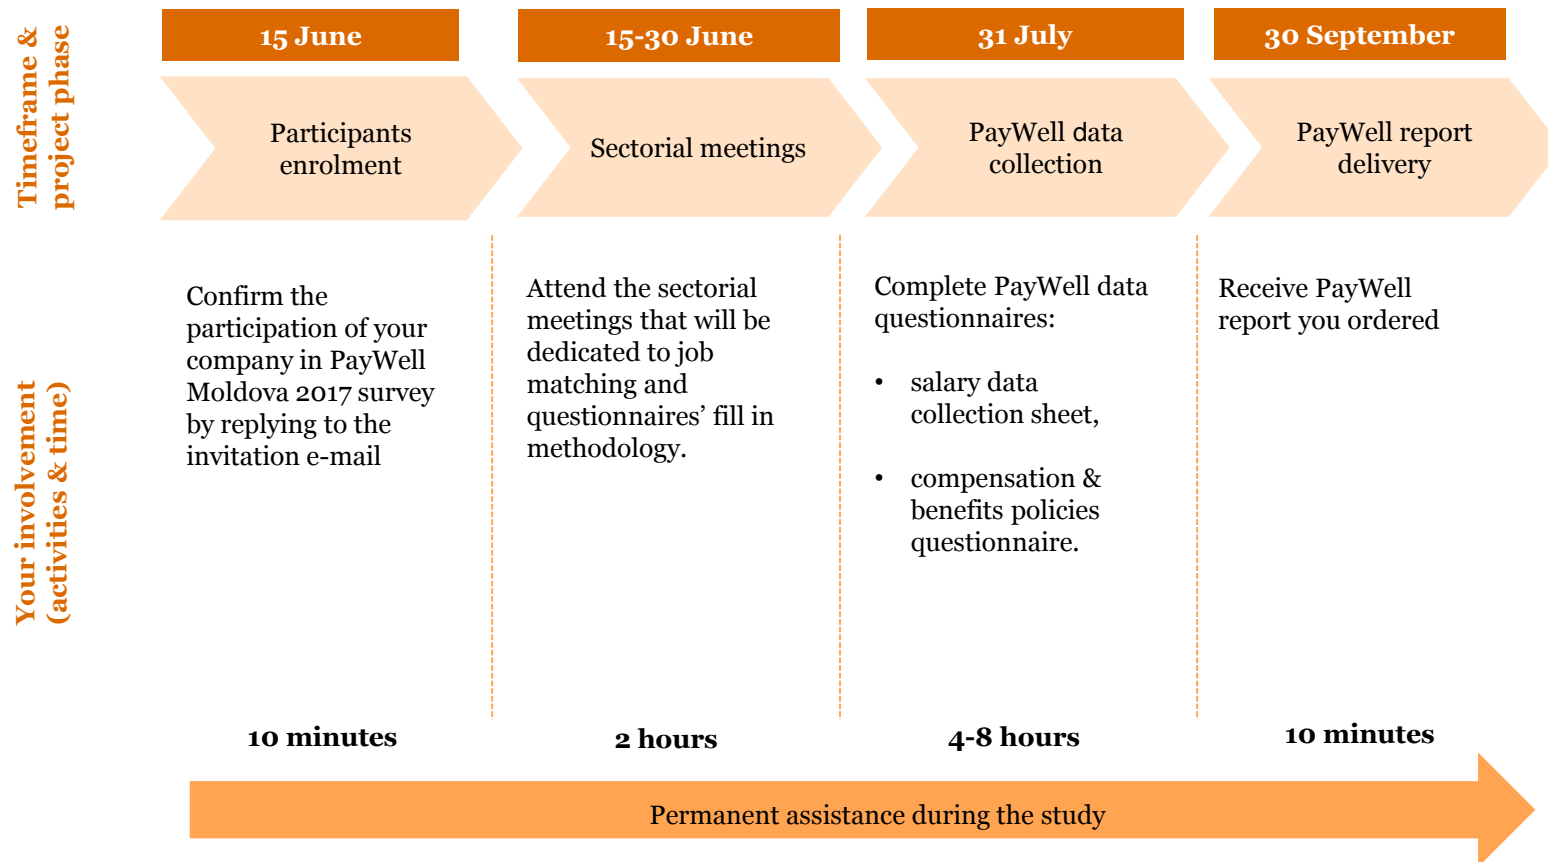 Timeframe &
project phase
15 June
15-30 June
31 July
30 September
Participants
enrolment
Sectorial meetings
PayWell data
collection
PayWell report
delivery
Your involvement
(activities & time)
Confirm the
participation of your
company in PayWell
Moldova 2017 survey
by replying to the
invitation e-mail
Attend the sectorial
meetings that will be
dedicated to job
matching and
questionnaires’ fill in
methodology.
Complete PayWell data
questionnaires:
• salary data
collection sheet,
• compensation &
benefits policies
questionnaire.
Receive PayWell
report you ordered
10 minutes
2 hours
4-8 hours
10 minutes
Permanent assistance during the study